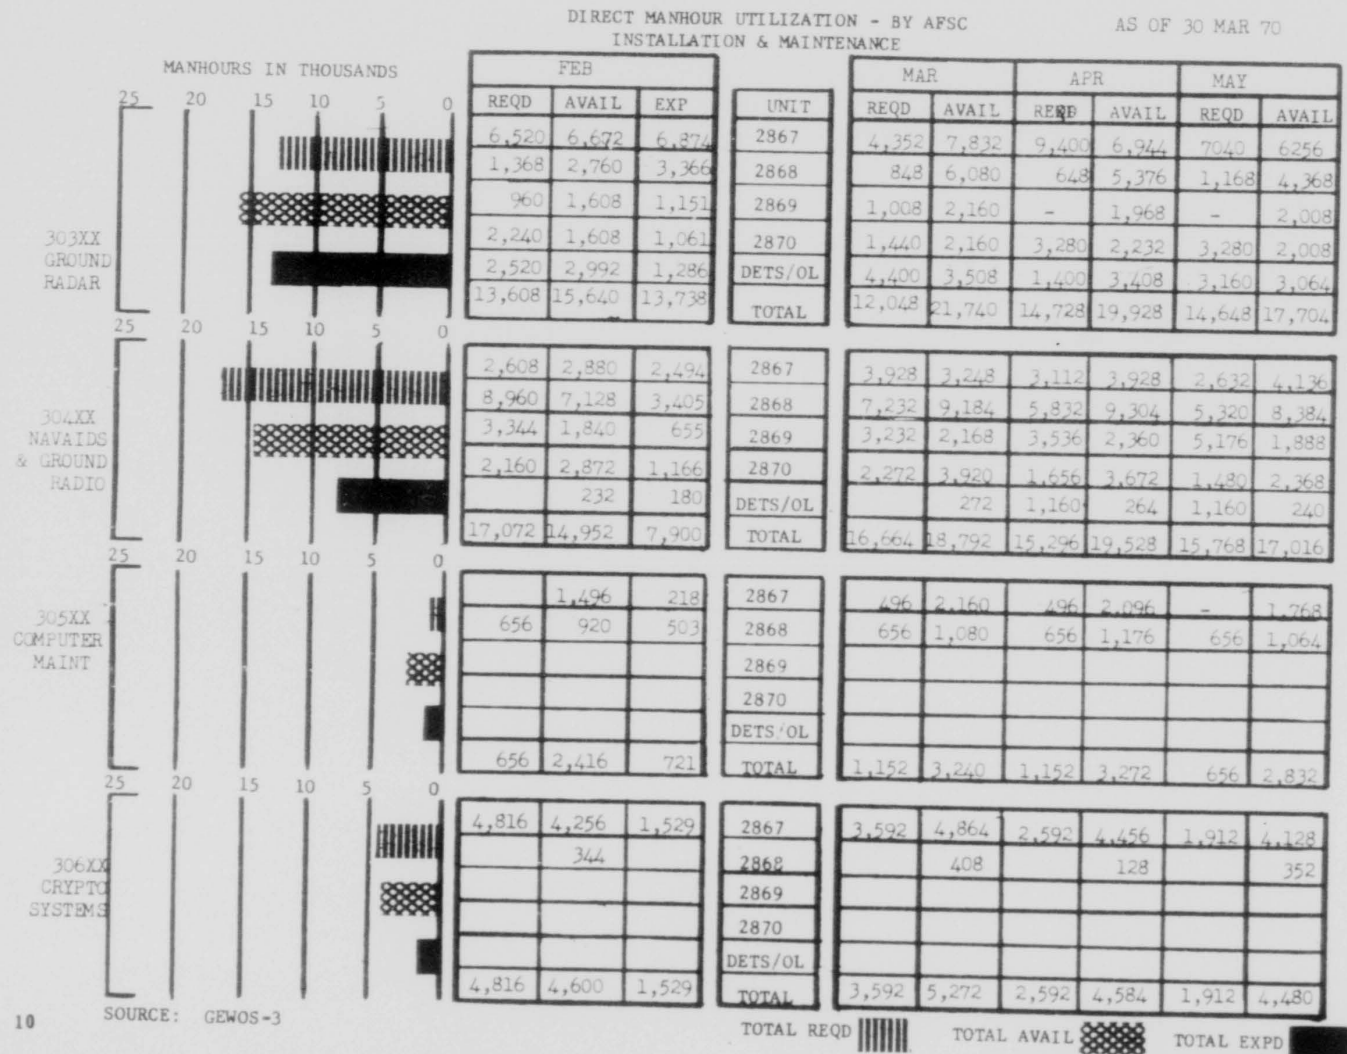 DIRECT MANHOUR UTILIZATION - BY AFSC AS OF 30 MAR 70
INSTALLATION & MAINTENANCE
MANHOURS IN THOUSANDS FEB MAR APR MAY
25 20 15 10 5 0 REQD AVAIL EXP UNIT REQD AVAIL REQD AVAIL REQD AVAIL
6,520 6,672 6,874 2867 4,352 7,832 9,400 6,944 7040 6256
1,368 2,760 3,366 2868 848 6,080 648 5,376 1,168 4,368
960 1,608 1,151 2869 1,008 2,160 - 1,968 - 2,008
303XX
GROUND
RADAR
2,240 1,608 1,061 2870 1,440 2,160 3,280 2,232 3,280 2,008
2,520 2,992 1,286 DETS/OL 4,400 3,508 1,400 3,408 3,160 3,064
13,608 15,640 13,738 TOTAL 12,048 21,740 14,728 19,928 14,648 17,704
25 20 15 10 5 0
2,608 2,880 2,494 2867 3,928 3,248 3,112 3,928 2,632 4,136
8,960 7,128 3,405 2868 7,232 9,184 5,832 9,304 5,320 8,384
304XX
NAVAIDS
& GROUND
RADIO
3,344 1,840 655 2869 3,232 2,168 3,536 2,360 5,176 1,888
2,160 2,872 1,166 2870 2,272 3,920 1,656 3,672 1,480 2,368
232 180 DETS/OL 272 1,160 264 1,160 240
17,072 14,952 7,900 TOTAL 16,664 18,792 15,296 19,528 15,768 17,016
25 20 15 10 5 0
1,496 218 2867 496 2,160 496 2,096 - 1,768
305XX
COMPUTER
MAINT
656 920 503 2868 656 1,080 656 1,176 656 1,064
2869
2870
DETS/OL
656 2,416 721 TOTAL 1,152 3,240 1,152 3,272 656 2,832
25 20 15 10 5 0
4,816 4,256 1,529 2867 3,592 4,864 2,592 4,456 1,912 4,128
344 2868 408 128 352
306XX
CRYPTO
SYSTEMS
2869
2870
DETS/OL
4,816 4,600 1,529 TOTAL 3,592 5,272 2,592 4,584 1,912 4,480
10 SOURCE: GEWOS-3
TOTAL REQD TOTAL AVAIL TOTAL EXPD